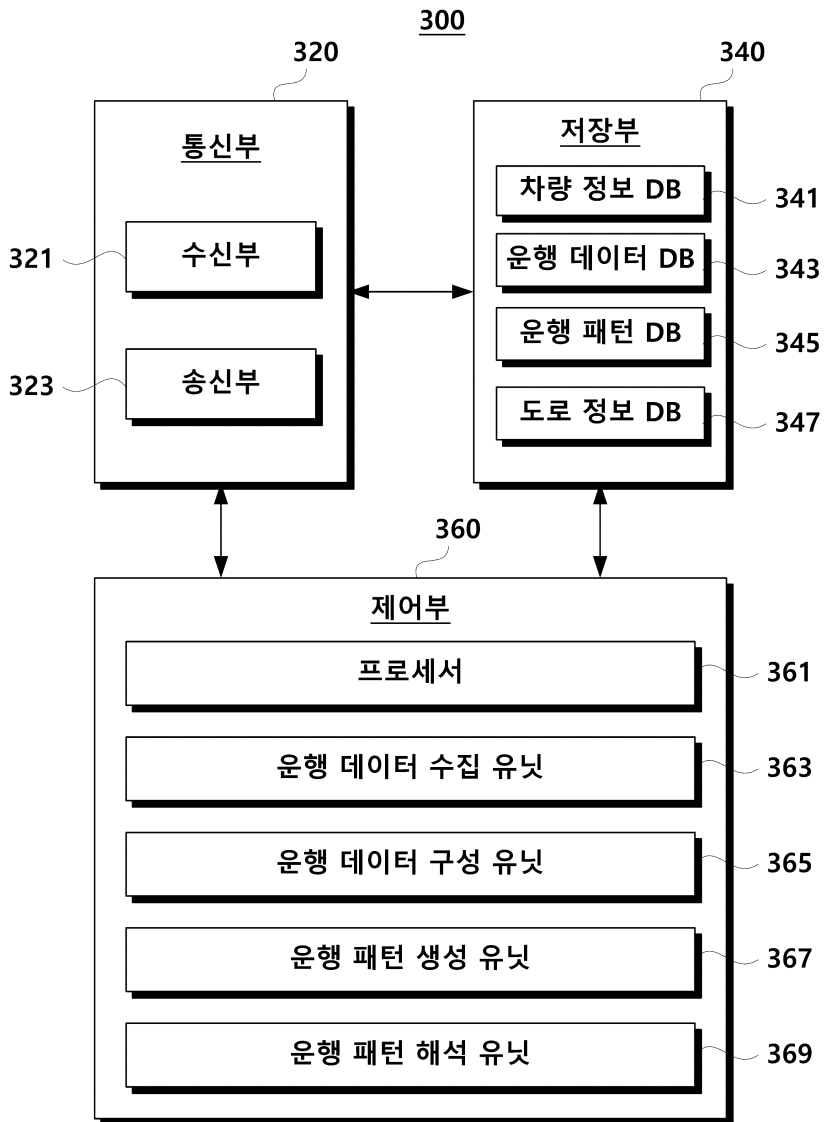 300
320
340
통신부
저장부
차량 정보 DB
341
수신부
321
운행 데이터 DB
343
운행 패턴 DB
345
송신부
323
도로 정보 DB
347
360
제어부
프로세서
361
운행 데이터 수집 유닛
363
운행 데이터 구성 유닛
365
운행 패턴 생성 유닛
367
운행 패턴 해석 유닛
369